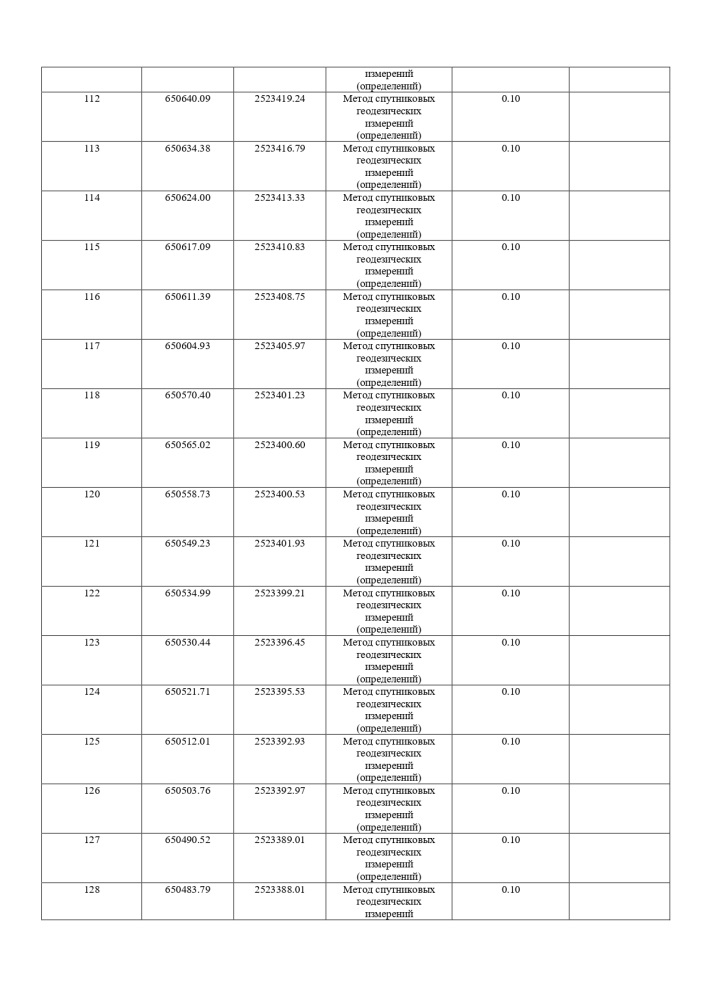 измерений
(определений)
112 650640.09 2523419.24 Метод спутниковых 0.10
геодезических
измерений
(определений)
113 650634.38 2523416.79 Метод спутниковых 0.10
геодезических
измерений
(определений)
114 650624.00 2523413.33 Метод спутниковых 0.10
геодезических
измерений
(определений)
115 650617.09 2523410.83 Метод спутниковых 0.10
геодезических
измерений
(определений)
116 650611.39 2523408.75 Метод спутниковых 0.10
геодезических
измерений
(определений)
117 650604.93 2523405.97 Метод спутниковых 0.10
геодезических
измерений
(определений)
118 650570.40 2523401.23 Метод спутниковых 0.10
геодезических
измерений
(определений)
119 650565.02 2523400.60 Метод спутниковых 0.10
геодезических
измерений
(определений)
120 650558.73 2523400.53 Метод спутниковых 0.10
геодезических
измерений
(определений)
121 650549.23 2523401.93 Метод спутниковых 0.10
геодезических
измерений
(определений)
122 650534.99 2523399.21 Метод спутниковых 0.10
геодезических
измерений
(определений)
123 650530.44 2523396.45 Метод спутниковых 0.10
геодезических
измерений
(определений)
124 650521.71 2523395.53 Метод спутниковых 0.10
геодезических
измерений
(определений)
125 650512.01 2523392.93 Метод спутниковых 0.10
геодезических
измерений
(определений)
126 650503.76 2523392.97 Метод спутниковых 0.10
геодезических
измерений
(определений)
127 650490.52 2523389.01 Метод спутниковых 0.10
геодезических
измерений
(определений)
128 650483.79 2523388.01 Метод спутниковых 0.10
геодезических
измерений